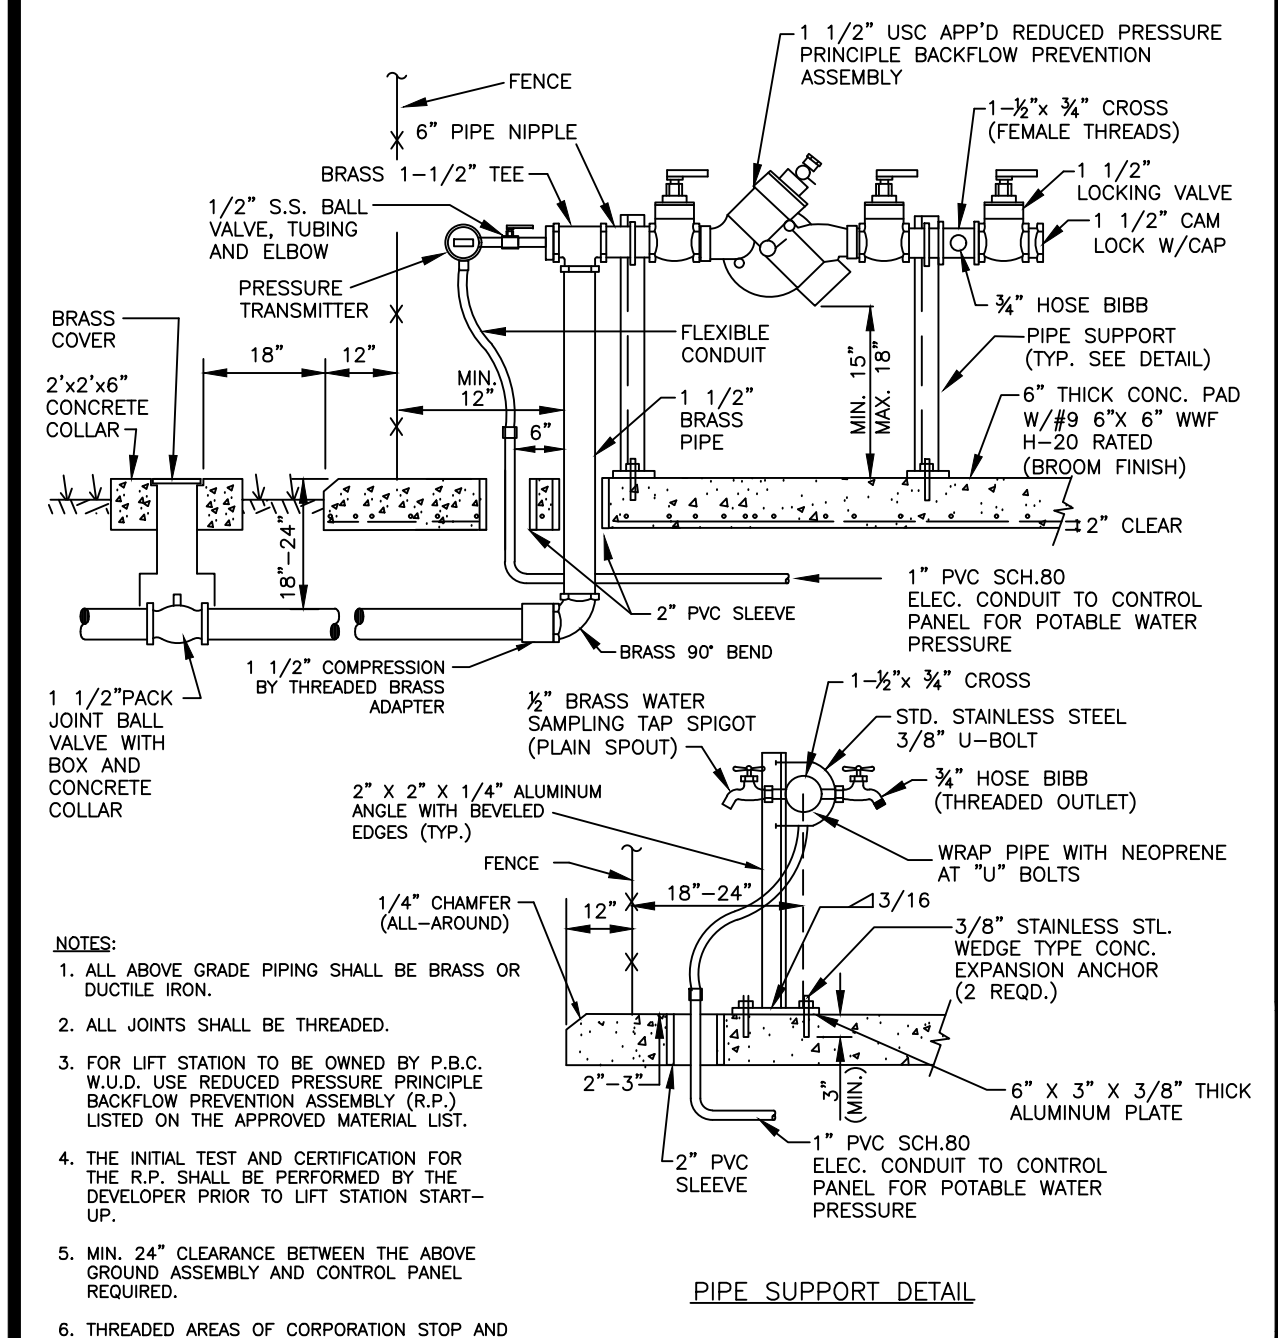 1 1/2” USC APP'D REDUCED PRESSURE
PRINCIPLE BACKFLOW PREVENTION
ASSEMBLY
FENCE
6” PIPE NIPPLE
1-½”x ¾” CROSS
(FEMALE THREADS)
BRASS 1-1/2” TEE
1 1/2”
LOCKING VALVE
1/2” S.S. BALL
VALVE, TUBING
AND ELBOW
1 1/2” CAM
LOCK W/CAP
PRESSURE
TRANSMITTER
¾” HOSE BIBB
BRASS
COVER
FLEXIBLE
CONDUIT
PIPE SUPPORT
(TYP. SEE DETAIL)
18”
12”
MIN.
12”
MIN. 15”
MAX. 18”
2'x2'x6”
CONCRETE
COLLAR
1 1/2”
BRASS
PIPE
6” THICK CONC. PAD
W/#9 6”X 6” WWF
H-20 RATED
(BROOM FINISH)
6”
18”-24”
2” CLEAR
1” PVC SCH.80
ELEC. CONDUIT TO CONTROL
PANEL FOR POTABLE WATER
PRESSURE
2” PVC SLEEVE
BRASS 90° BEND
1 1/2” COMPRESSION
BY THREADED BRASS
ADAPTER
1 1/2”PACK
JOINT BALL
VALVE WITH
BOX AND
CONCRETE
COLLAR
½” BRASS WATER
SAMPLING TAP SPIGOT
(PLAIN SPOUT)
1-½”x ¾” CROSS
STD. STAINLESS STEEL
3/8” U-BOLT
¾” HOSE BIBB
(THREADED OUTLET)
2” X 2” X 1/4” ALUMINUM
ANGLE WITH BEVELED
EDGES (TYP.)
FENCE
WRAP PIPE WITH NEOPRENE
AT "U" BOLTS
1/4” CHAMFER
(ALL-AROUND)
12”
18”-24”
3/16
3/8” STAINLESS STL.
WEDGE TYPE CONC.
EXPANSION ANCHOR
(2 REQD.)
2”-3”
3”
(MIN.)
6” X 3” X 3/8” THICK
ALUMINUM PLATE
2” PVC
SLEEVE
1” PVC SCH.80
ELEC. CONDUIT TO CONTROL
PANEL FOR POTABLE WATER
PRESSURE
PIPE SUPPORT DETAIL
NOTES:
1. ALL ABOVE GRADE PIPING SHALL BE BRASS OR
DUCTILE IRON.
2. ALL JOINTS SHALL BE THREADED.
3. FOR LIFT STATION TO BE OWNED BY P.B.C.
W.U.D. USE REDUCED PRESSURE PRINCIPLE
BACKFLOW PREVENTION ASSEMBLY (R.P.)
LISTED ON THE APPROVED MATERIAL LIST.
4. THE INITIAL TEST AND CERTIFICATION FOR
THE R.P. SHALL BE PERFORMED BY THE
DEVELOPER PRIOR TO LIFT STATION START-
UP.
5. MIN. 24” CLEARANCE BETWEEN THE ABOVE
GROUND ASSEMBLY AND CONTROL PANEL
REQUIRED.
6. THREADED AREAS OF CORPORATION STOP AND